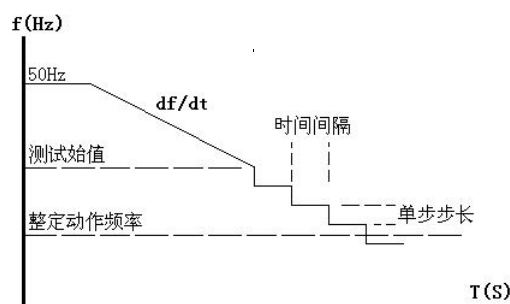 f(Hz)
50Hz
df/dt
时间间隔
测试始值
单步步长
整定动作频率
T(S)